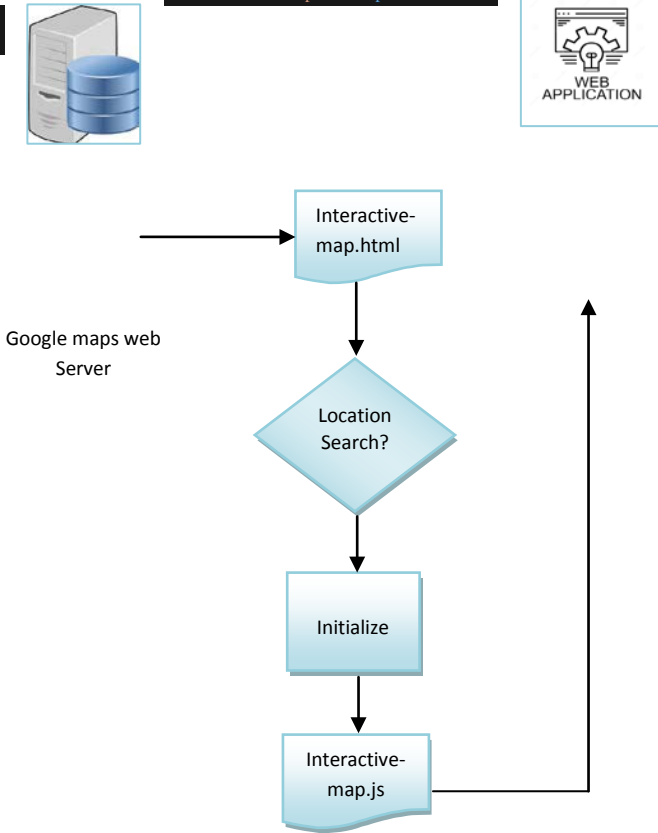 WEB
APPLICATION
Interactive-
map.html
Google maps web
Server
Location
Search?
Initialize
Interactive-
map.js